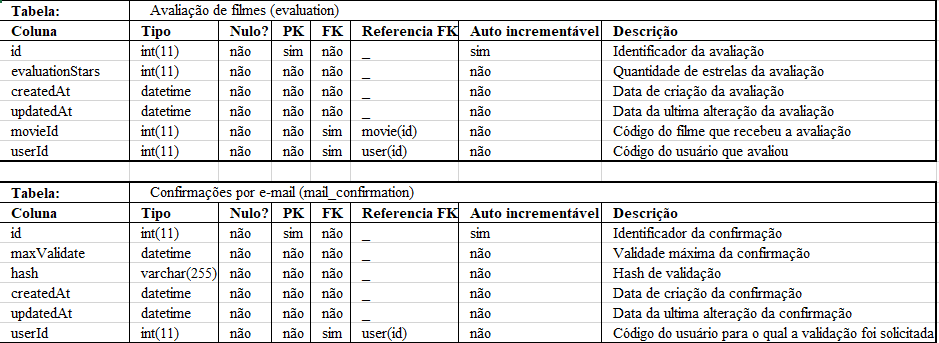 Tabela: Avaliação de filmes (evaluation)
Coluna Tipo Nulo? PK FK Referencia FK Auto incrementável Descrição
id int(11) não sim não _ sim Identificador da avaliação
evaluationStars int(11) não não não _ não Quantidade de estrelas da avaliação
createdAt datetime não não não _ não Data de criação da avaliação
updatedAt datetime não não não _ não Data da ultima alteração da avaliação
movieId int(11) não não sim movie(id) não Código do filme que recebeu a avaliação
userId int(11) não não sim user(id) não Código do usuário que avaliou
Tabela: Confirmações por e-mail (mail_confirmation)
Coluna Tipo Nulo? PK FK Referencia FK Auto incrementável Descrição
id int(11) não sim não _ sim Identificador da confirmação
maxValidate datetime não não não _ não Validade máxima da confirmação
hash varchar(255) não não não _ não Hash de validação
createdAt datetime não não não _ não Data de criação da confirmação
updatedAt datetime não não não _ não Data da ultima alteração da confirmação
userId int(11) não não sim user(id) não Código do usuário para o qual a validação foi solicitada